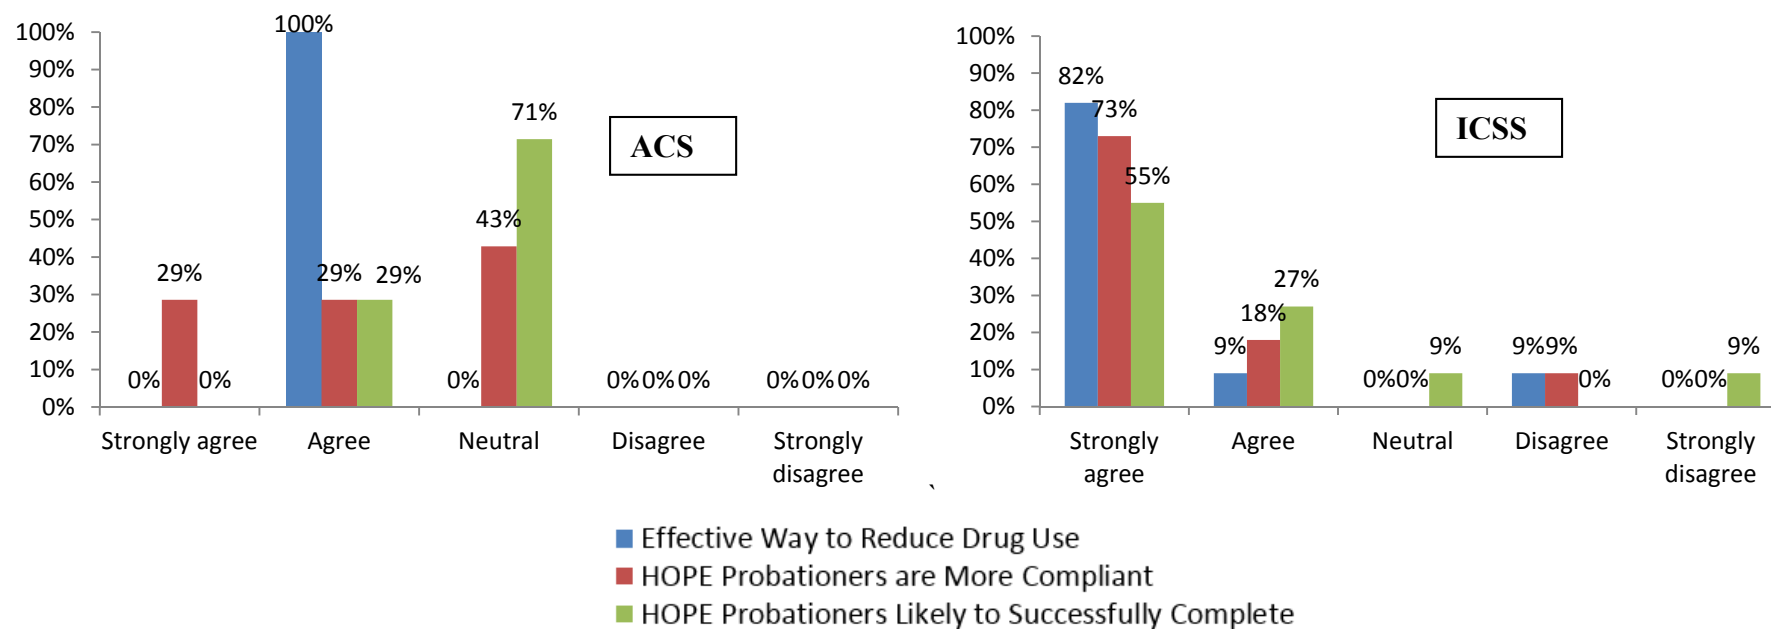 100%
90%
80%
70%
60%
50%
40%
30%
20%
10%
0%
0%
29%
0%
100%
29%
29%
0%
43%
71%
0%
0%
0%
0%
0%
0%
Strongly agree
Agree
Neutral
Disagree
Strongly
disagree
ACS
100%
90%
80%
70%
60%
50%
40%
30%
20%
10%
0%
82%
73%
55%
9%
18%
27%
0%
0%
9%
9%
9%
0%
0%
0%
9%
Strongly
agree
Agree
Neutral
Disagree
Strongly
disagree
ICSS
`
Effective Way to Reduce Drug Use
HOPE Probationers are More Compliant
HOPE Probationers Likely to Successfully Complete